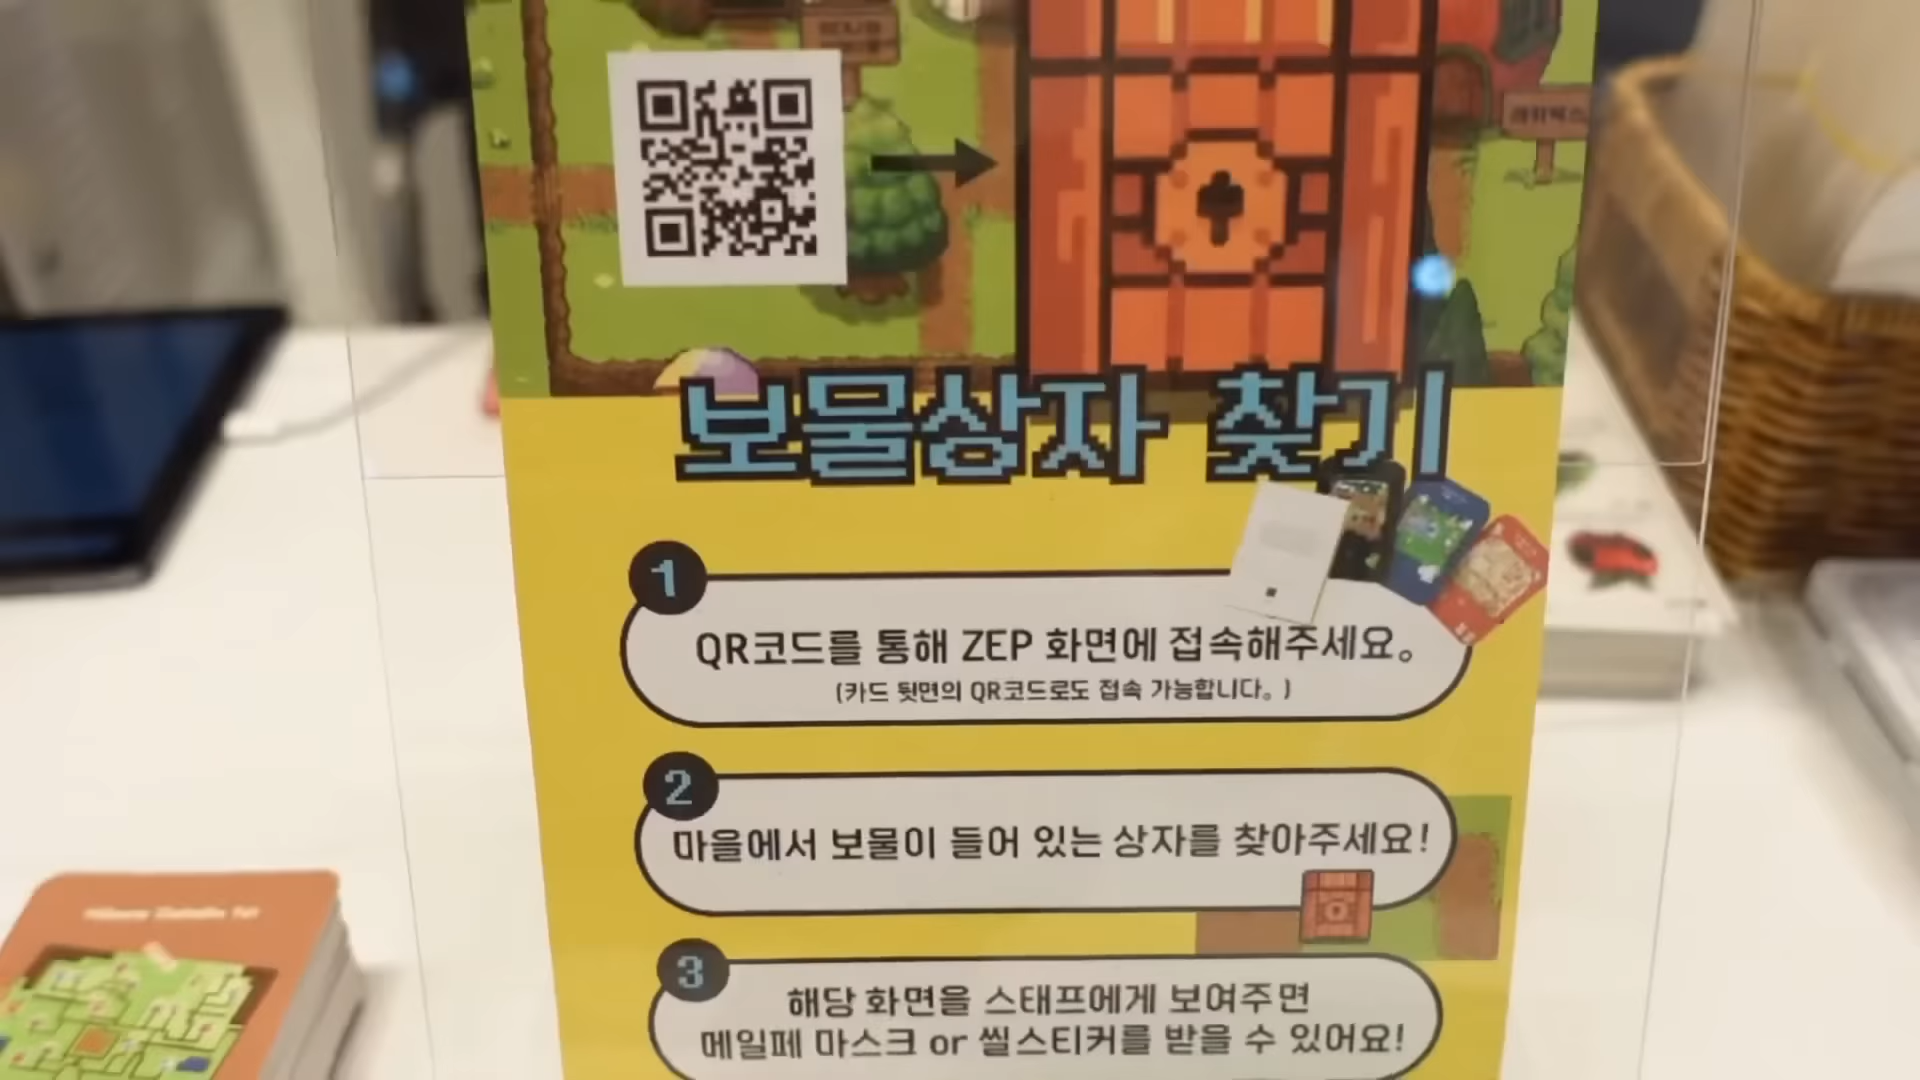 보물상자 찾기
1
QR코드를 통해 ZEP 화면에 접속해주세요.
(카드 뒷면의 QR코드로도 접속 가능합니다.)
2
마을에서 보물이 들어 있는 상자를 찾아주세요!
3
해당 화면을 스태프에게 보여주면
메일페 마스크 or 씰스티커를 받을 수 있어요!